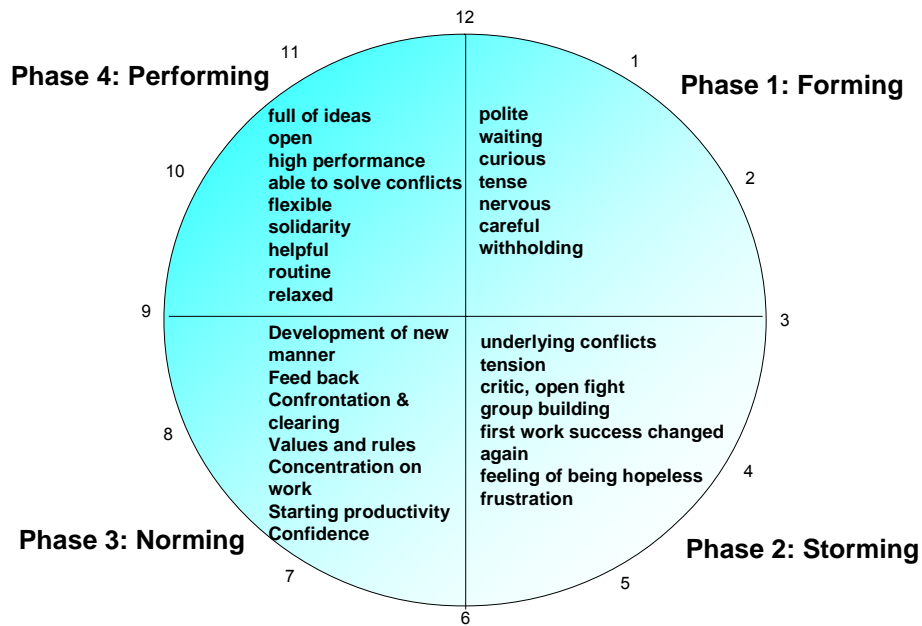 12
11
1
Phase 4: Performing
Phase 1: Forming
full of ideas
open
high performance
able to solve conflicts
flexible
solidarity
helpful
routine
relaxed
polite
waiting
curious
tense
nervous
careful
withholding
10
2
9
3
Development of new
manner
Feed back
Confrontation &
clearing
Values and rules
Concentration on
work
Starting productivity
Confidence
underlying conflicts
tension
critic, open fight
group building
first work success changed
again
feeling of being hopeless
frustration
8
4
Phase 3: Norming
Phase 2: Storming
7
5
6